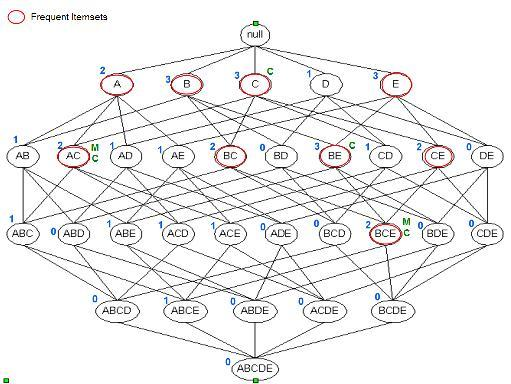 Frequent Itemsets
null
2 A 3 B 3 C C 1 D 3 E
1 AB 2 AC M C 1 AD 1 AE 2 BC 0 BD 3 BE C 1 CD 2 CE 0 DE
1 ABC 0 ABD 1 ABE 1 ACD 1 ACE 0 ADE 0 BCD 2 BCE M C 0 BDE 0 CDE
0 ABCD 1 ABCE 0 ABDE 0 ACDE 0 BCDE
0 ABCDE